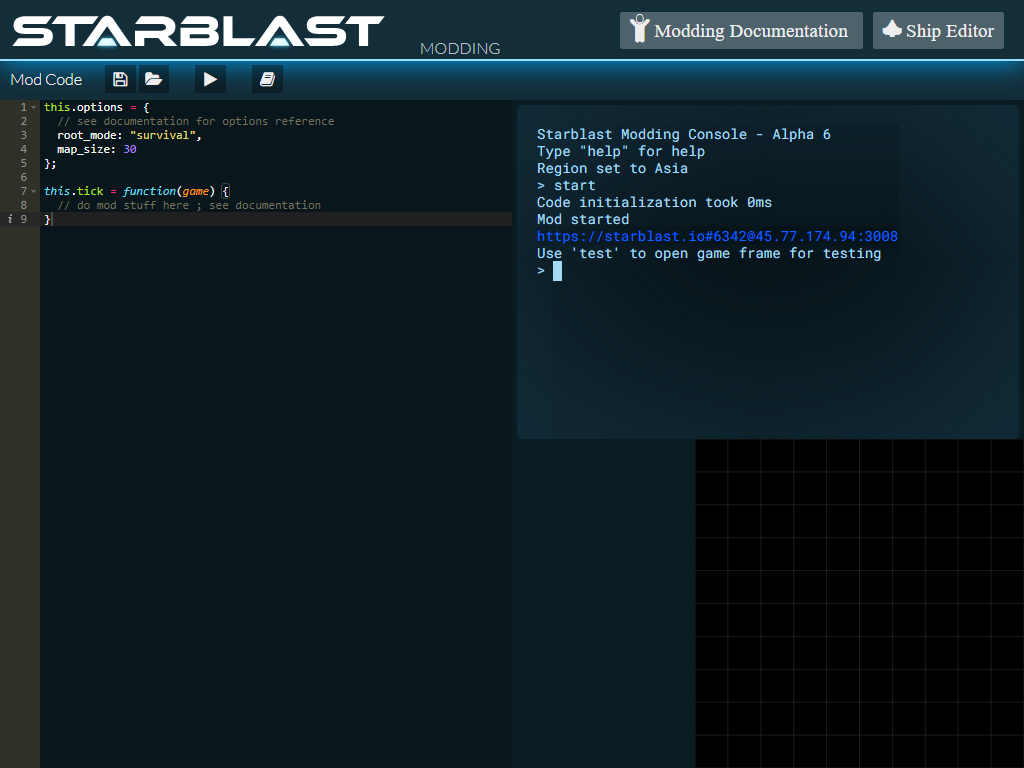 STARBLAST
MODDING
Modding Documentation
Ship Editor
Mod Code
1 this.options = {
2 // see documentation for options reference
3 root_mode: "survival",
4 map_size: 30
5 };
6
7 this.tick = function(game) {
8 // do mod stuff here ; see documentation
i 9 }
Starblast Modding Console - Alpha 6
Type "help" for help
Region set to Asia
> start
Code initialization took 0ms
Mod started
https://starblast.io#6342@45.77.174.94:3008
Use 'test' to open game frame for testing
>